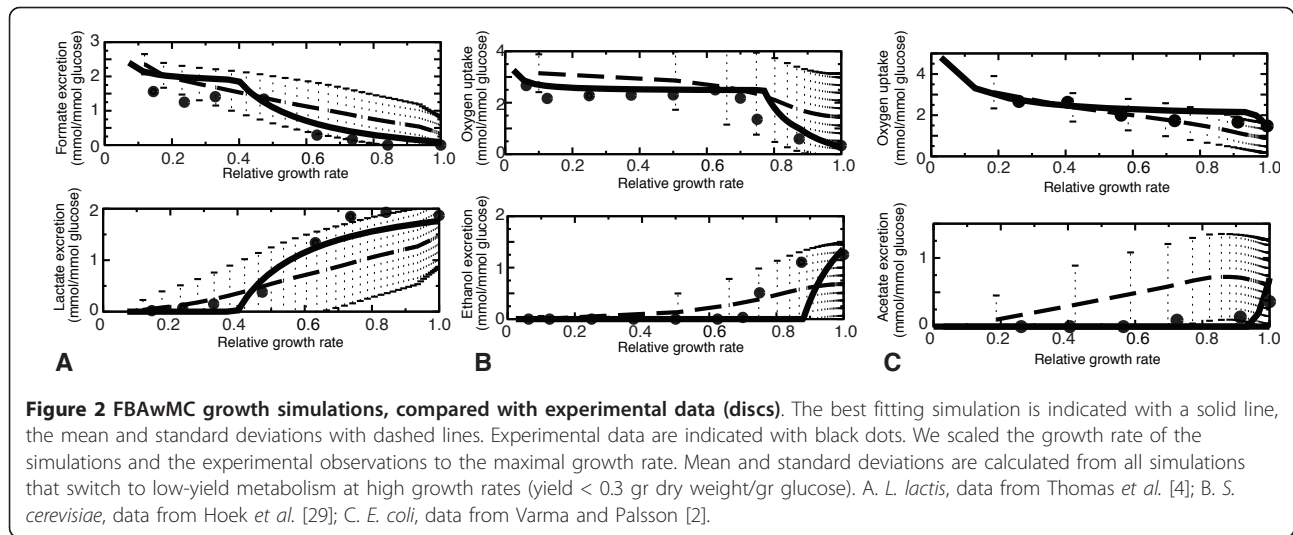 Formate excretion
(mmol/mmol glucose)
3
2
1
0
0 0.2 0.4 0.6 0.8 1.0
Relative growth rate
Lactate excretion
(mmol/mmol glucose)
2
1
0
0 0.2 0.4 0.6 0.8 1.0
Relative growth rate
A
Oxygen uptake
(mmol/mmol glucose)
4
2
0
0 0.2 0.4 0.6 0.8 1.0
Relative growth rate
Ethanol excretion
(mmol/mmol glucose)
2
1
0
0 0.2 0.4 0.6 0.8 1.0
Relative growth rate
B
Oxygen uptake
(mmol/mmol glucose)
4
2
0
0 0.2 0.4 0.6 0.8 1.0
Relative growth rate
Acetate excretion
(mmol/mmol glucose)
1
0
0 0.2 0.4 0.6 0.8 1.0
Relative growth rate
C
Figure 2 FBAwMC growth simulations, compared with experimental data (discs). The best fitting simulation is indicated with a solid line,
the mean and standard deviations with dashed lines. Experimental data are indicated with black dots. We scaled the growth rate of the
simulations and the experimental observations to the maximal growth rate. Mean and standard deviations are calculated from all simulations
that switch to low-yield metabolism at high growth rates (yield < 0.3 gr dry weight/gr glucose). A. L. lactis, data from Thomas et al. [4]; B. S.
cerevisiae, data from Hoek et al. [29]; C. E. coli, data from Varma and Palsson [2].